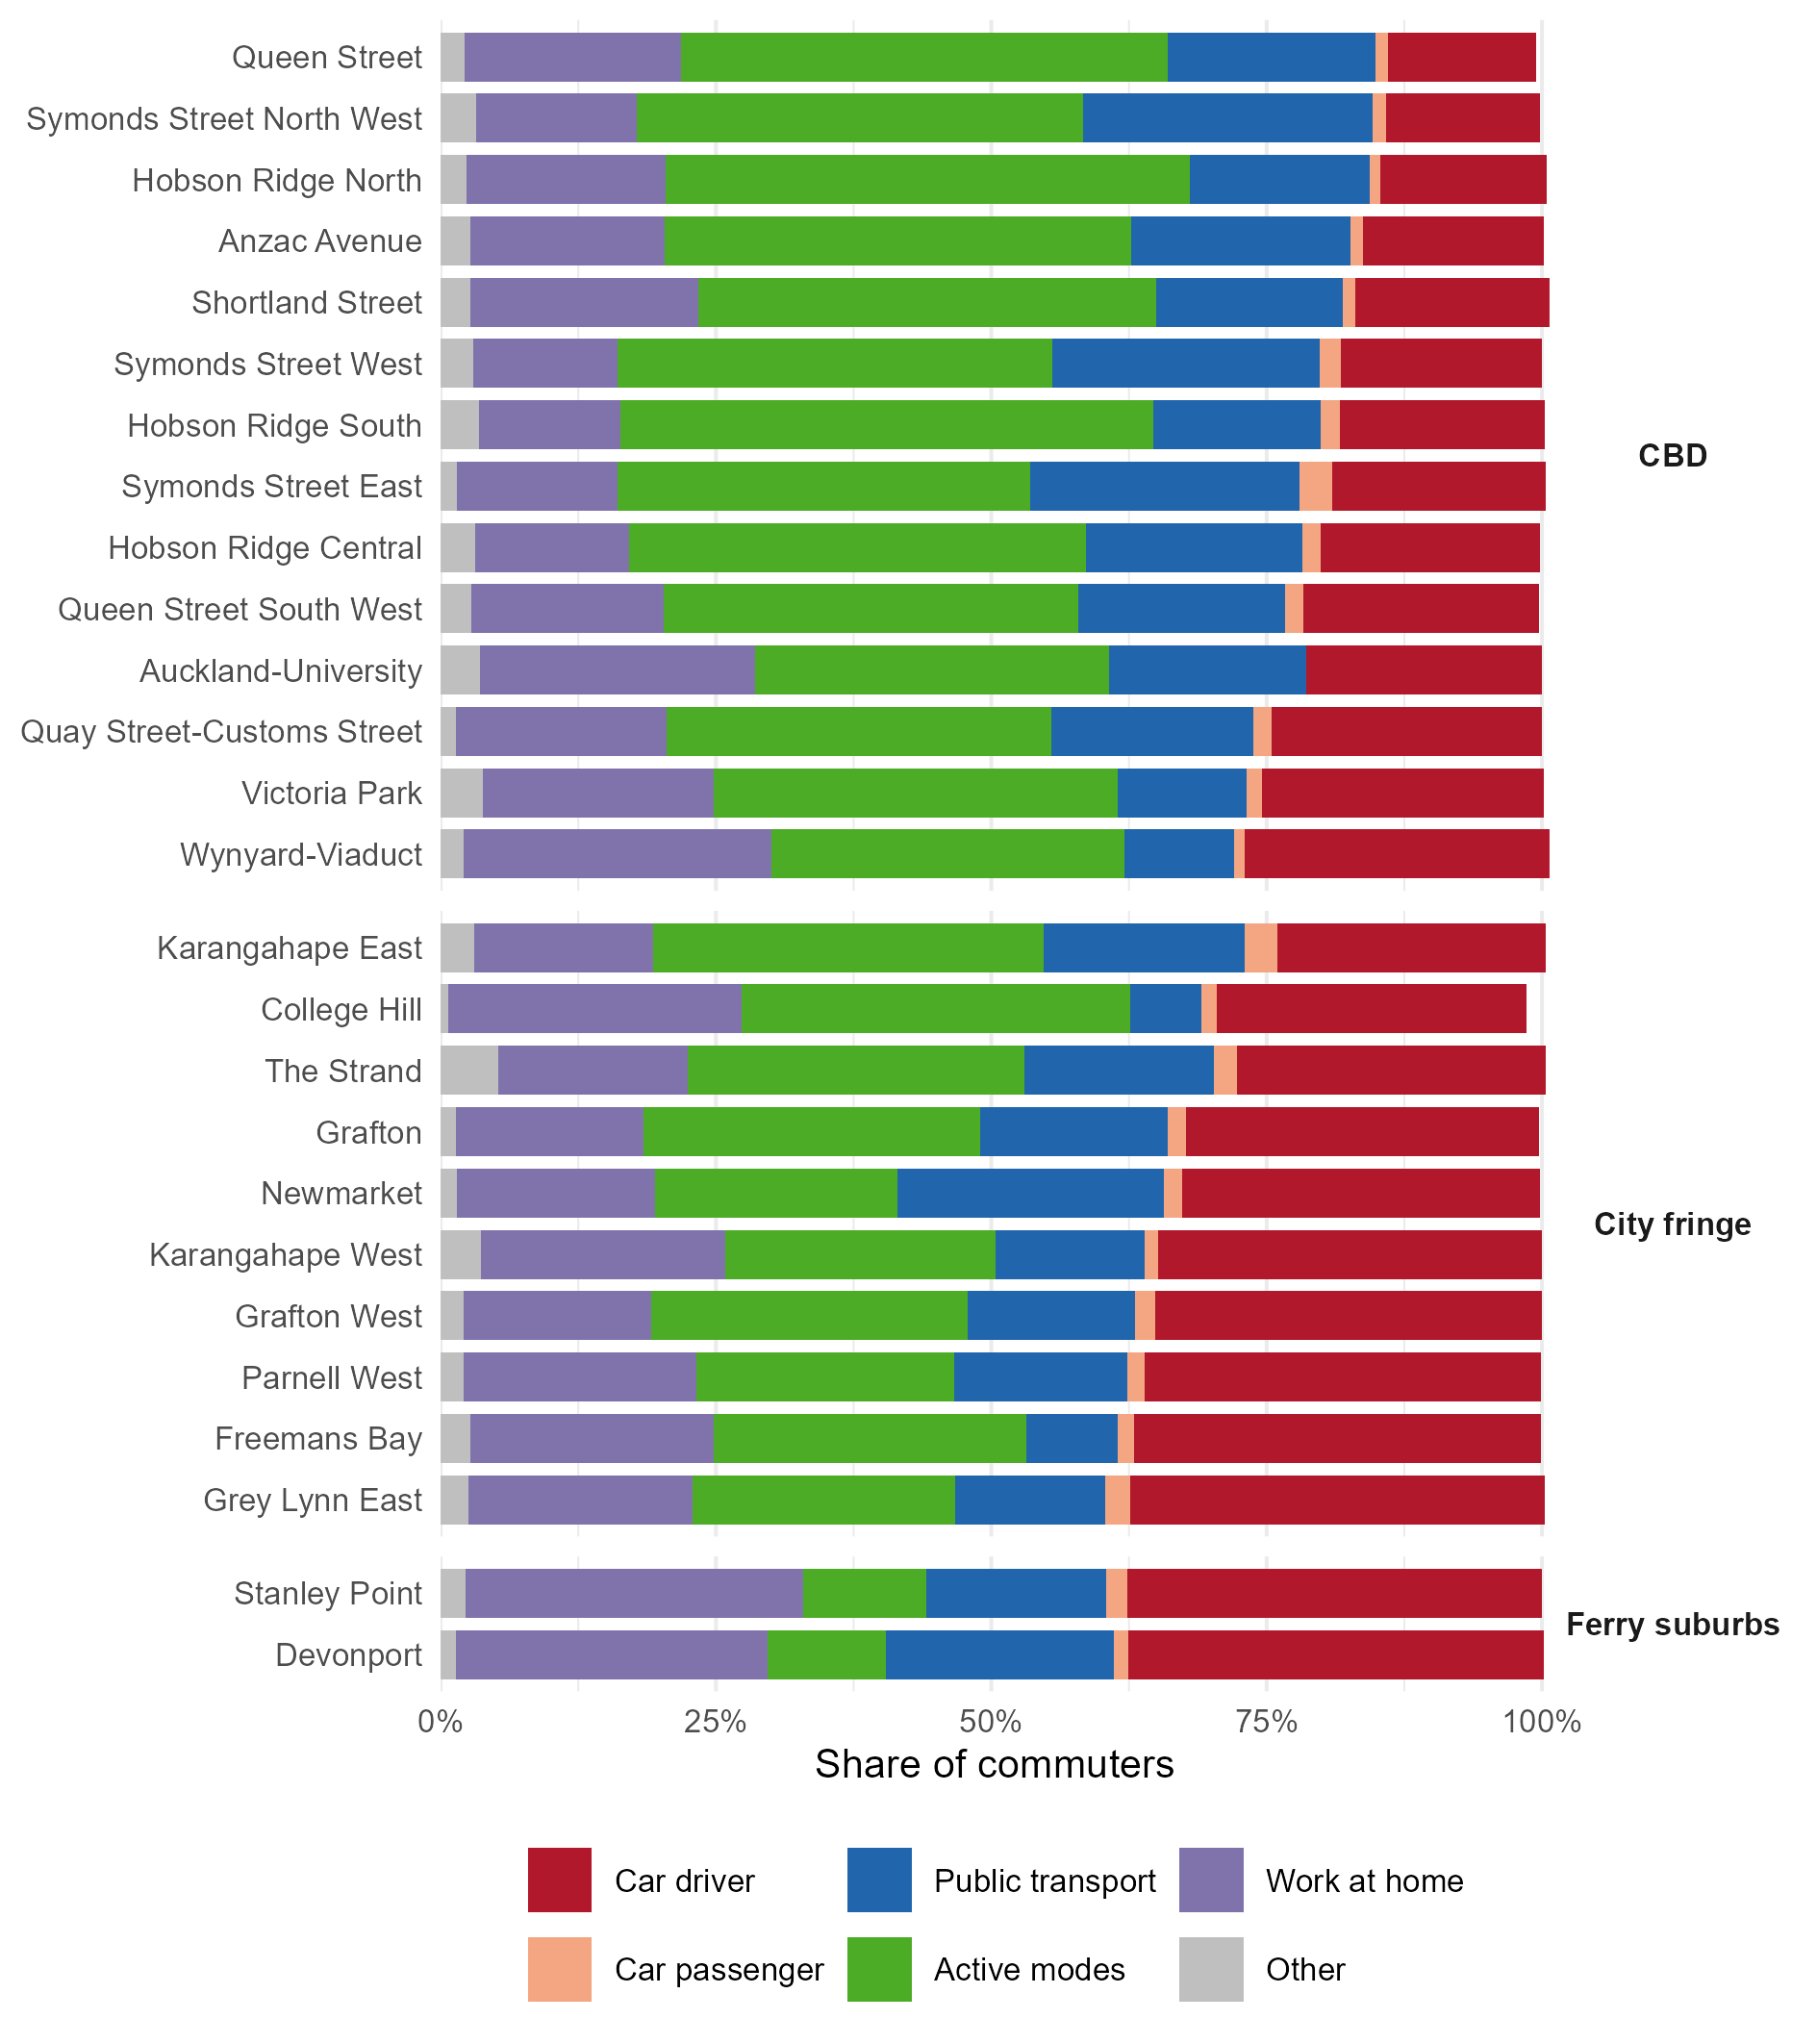 Queen Street
Symonds Street North West
Hobson Ridge North
Anzac Avenue
Shortland Street
Symonds Street West
Hobson Ridge South
Symonds Street East
Hobson Ridge Central
Queen Street South West
Auckland-University
Quay Street-Customs Street
Victoria Park
Wynyard-Viaduct
CBD
Karangahape East
College Hill
The Strand
Grafton
Newmarket
Karangahape West
Grafton West
Parnell West
Freemans Bay
Grey Lynn East
City fringe
Stanley Point
Devonport
Ferry suburbs
0% 25% 50% 75% 100%
Share of commuters
Car driver Public transport Work at home
Car passenger Active modes Other